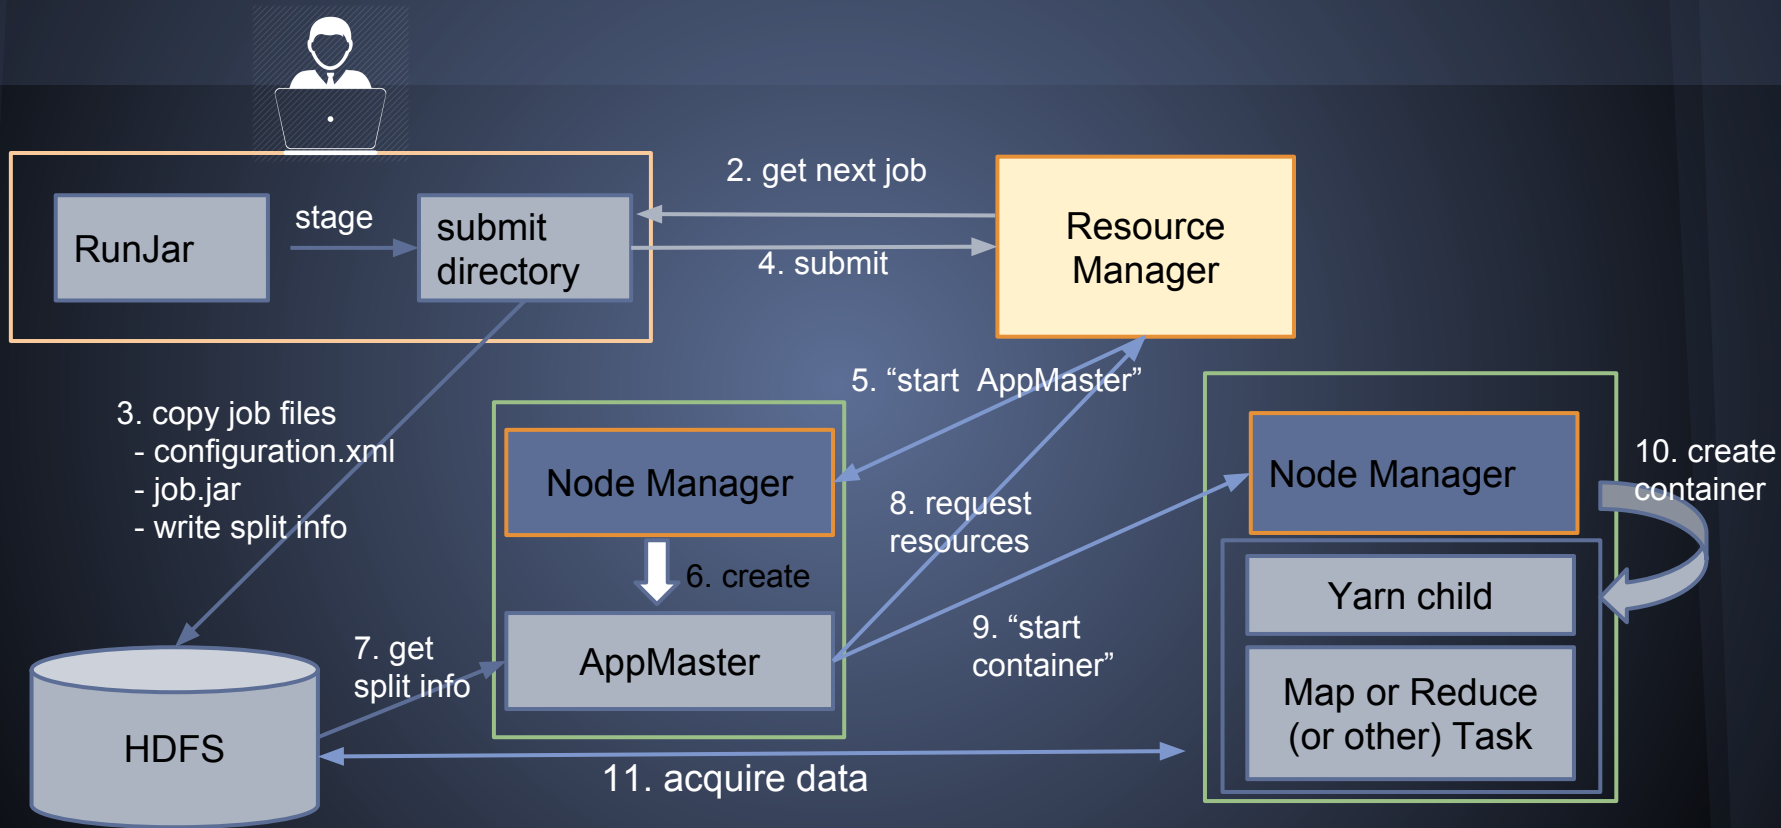 2. get next job
RunJar
stage
submit
directory
4. submit
Resource
Manager
3. copy job files
- configuration.xml
- job.jar
- write split info
5. “start  AppMaster”
Node Manager
6. create
AppMaster
7. get
split info
8. request
resources
9. “start
container”
Node Manager
10. create
container
Yarn child
Map or Reduce
(or other) Task
HDFS
11. acquire data